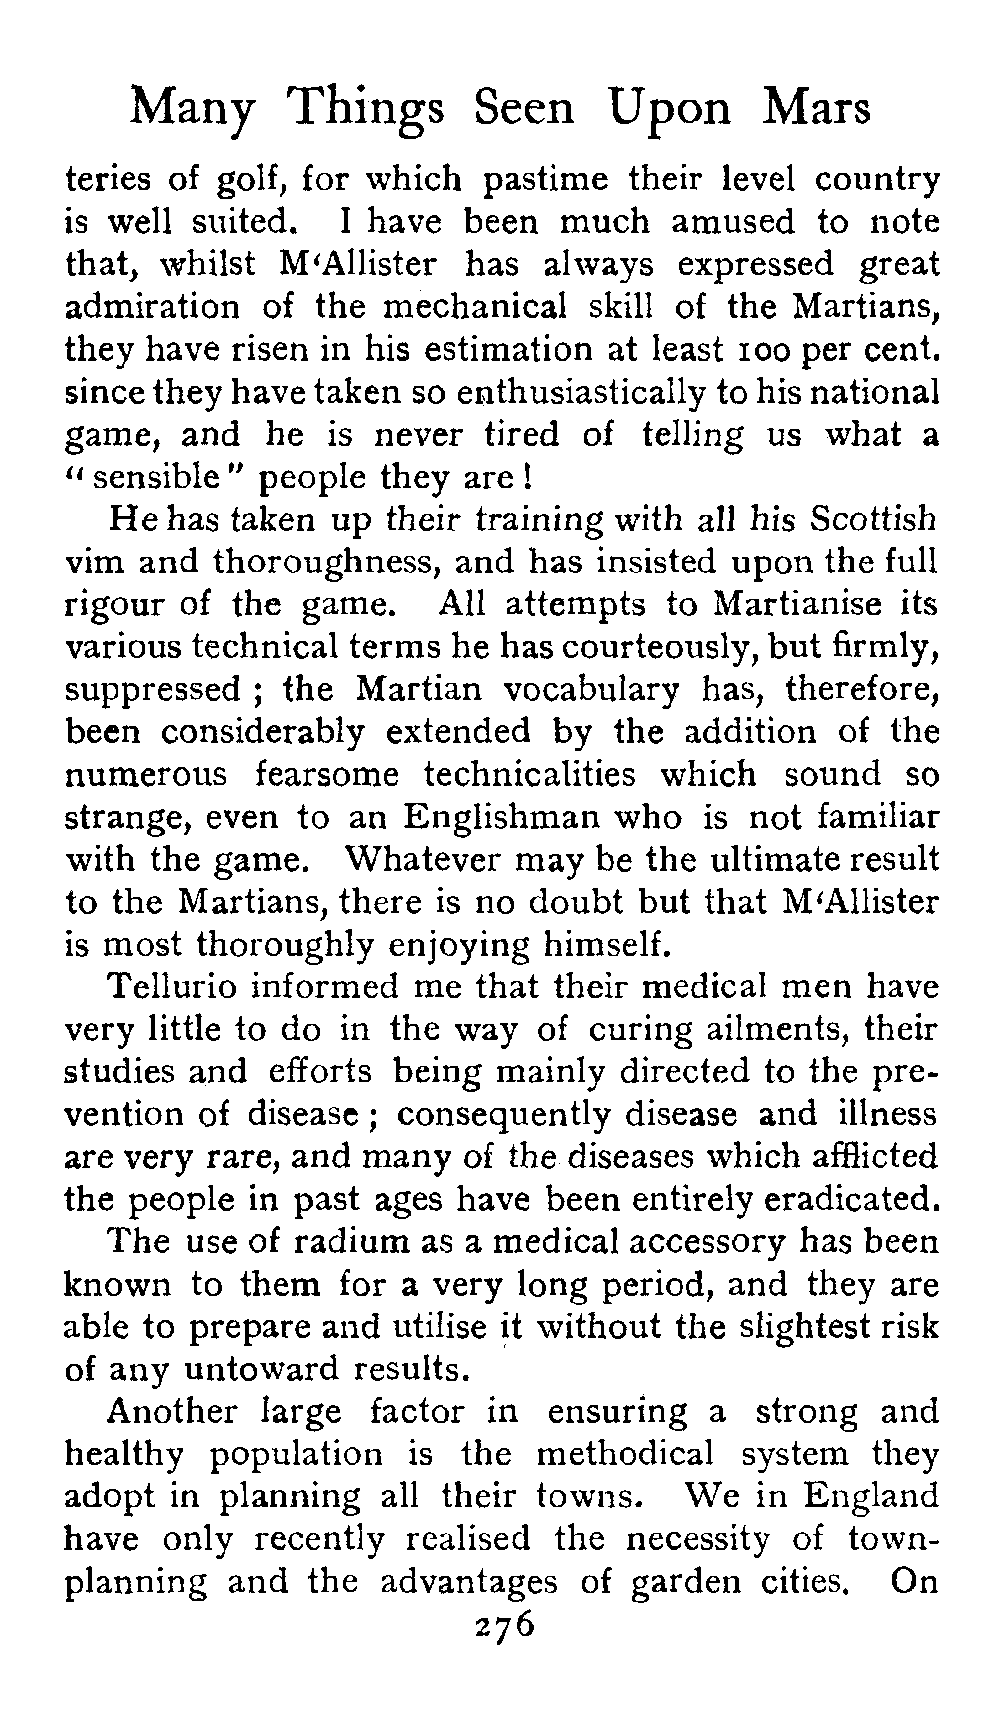 Many Things Seen Upon Mars
teries of golf, for which pastime their level country
is well suited. I have been much amused to note
that, whilst M‘Allister has always expressed great
admiration of the mechanical skill of the Martians,
they have risen in his estimation at least 100 per cent.
since they have taken so enthusiastically to his national
game, and he is never tired of telling us what a
“ sensible ” people they are !
He has taken up their training with all his Scottish
vim and thoroughness, and has insisted upon the full
rigour of the game. All attempts to Martianise its
various technical terms he has courteously, but firmly,
suppressed ; the Martian vocabulary has, therefore,
been considerably extended by the addition of the
numerous fearsome technicalities which sound so
strange, even to an Englishman who is not familiar
with the game. Whatever may be the ultimate result
to the Martians, there is no doubt but that M‘Allister
is most thoroughly enjoying himself.
Tellurio informed me that their medical men have
very little to do in the way of curing ailments, their
studies and efforts being mainly directed to the pre-
vention of disease ; consequently disease and illness
are very rare, and many of the diseases which afflicted
the people in past ages have been entirely eradicated.
The use of radium as a medical accessory has been
known to them for a very long period, and they are
able to prepare and utilise it without the slightest risk
of any untoward results.
Another large factor in ensuring a strong and
healthy population is the methodical system they
adopt in planning all their towns. We in England
have only recently realised the necessity of town-
planning and the advantages of garden cities. On
276